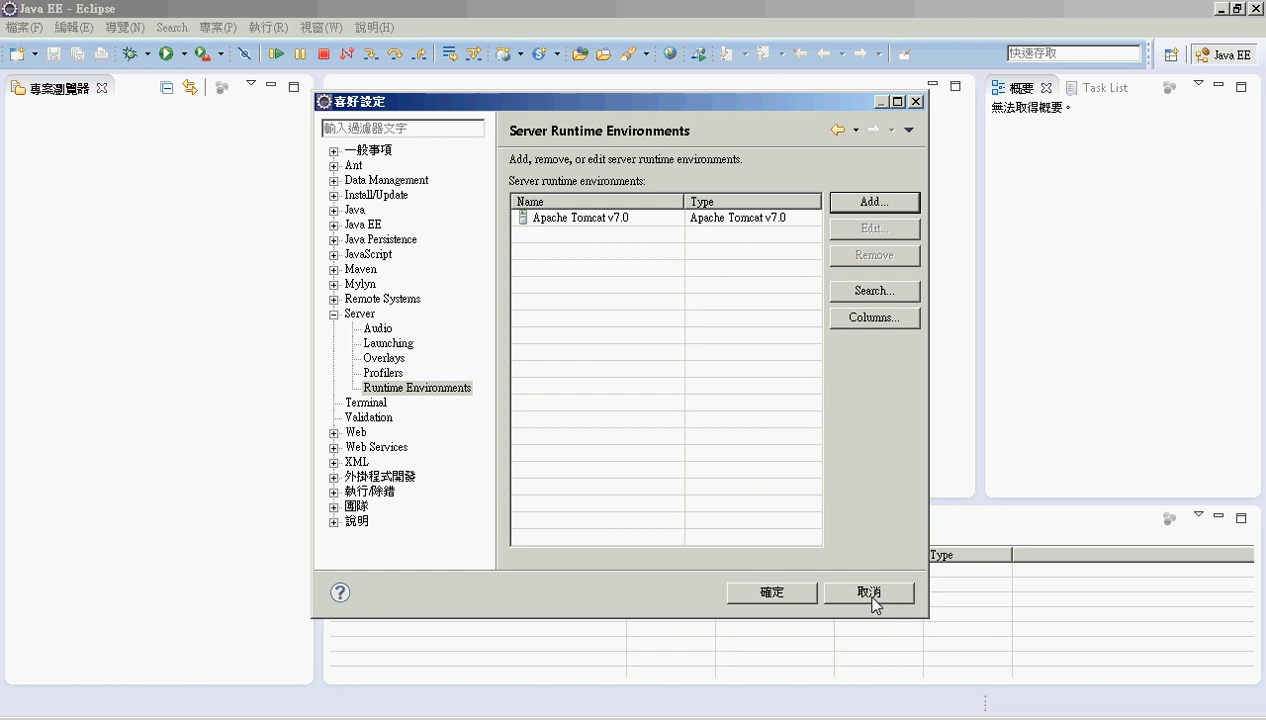 Java EE - Eclipse
檔案(F) 編輯(E) 導覽(N) Search 專案(P) 執行(R) 視窗(W) 說明(H)
快速存取
Java EE
專案瀏覽器
概要 Task List
無法取得概要。
喜好設定
輸入過濾器文字
Server Runtime Environments
一般事項
Ant
Data Management
Install/Update
Java
Java EE
Java Persistence
JavaScript
Maven
Mylyn
Remote Systems
Server
Audio
Launching
Overlays
Profilers
Runtime Environments
Terminal
Validation
Web
Web Services
XML
外掛程式開發
執行/除錯
團隊
說明
Add, remove, or edit server runtime environments.
Server runtime environments:
Name Type
Apache Tomcat v7.0 Apache Tomcat v7.0
Add...
Edit...
Remove
Search...
Columns...
確定 取消
Type